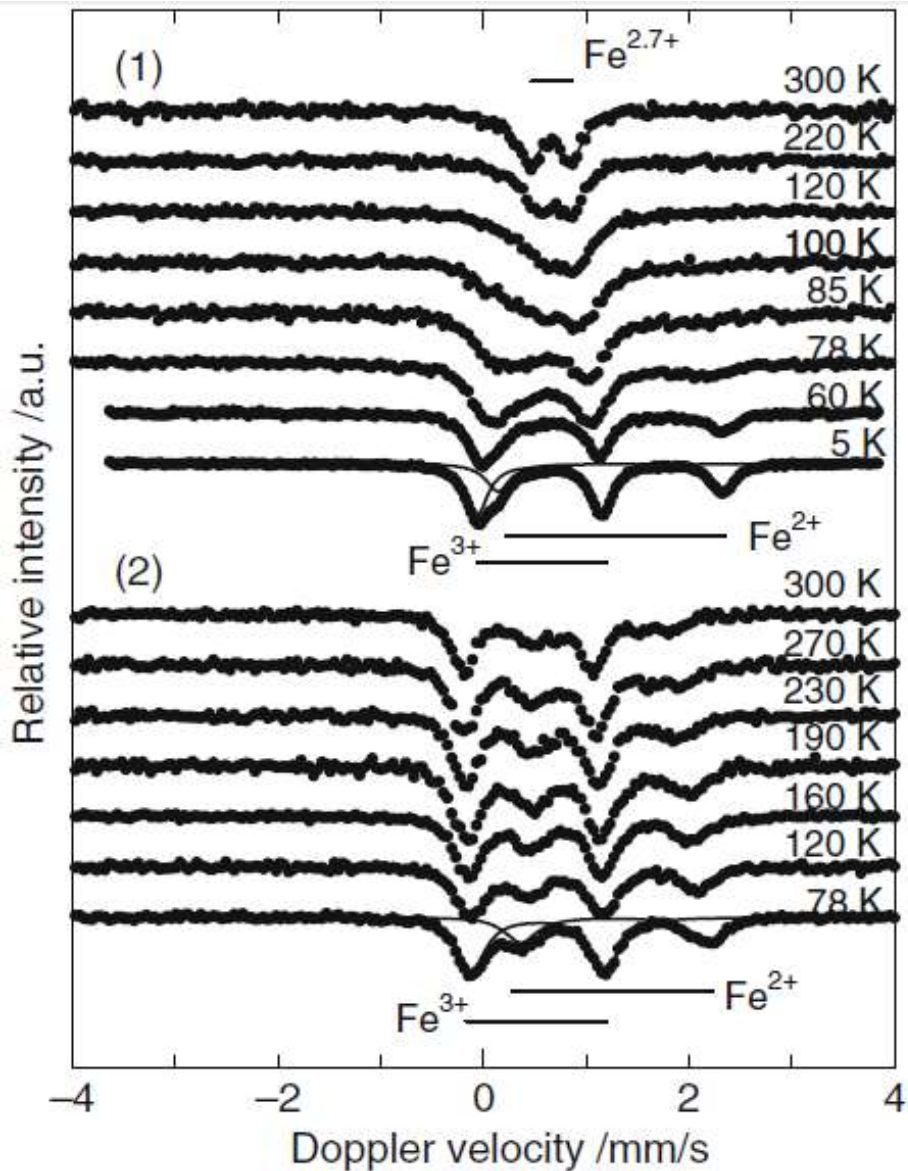 (1)
Fe2.7+
300 K
220 K
120 K
100 K
85 K
78 K
60 K
5 K
Fe2+
Fe3+
(2)
300 K
270 K
230 K
190 K
160 K
120 K
78 K
Fe2+
Fe3+
Relative intensity /a.u.
−4 −2 0 2 4
Doppler velocity /mm/s